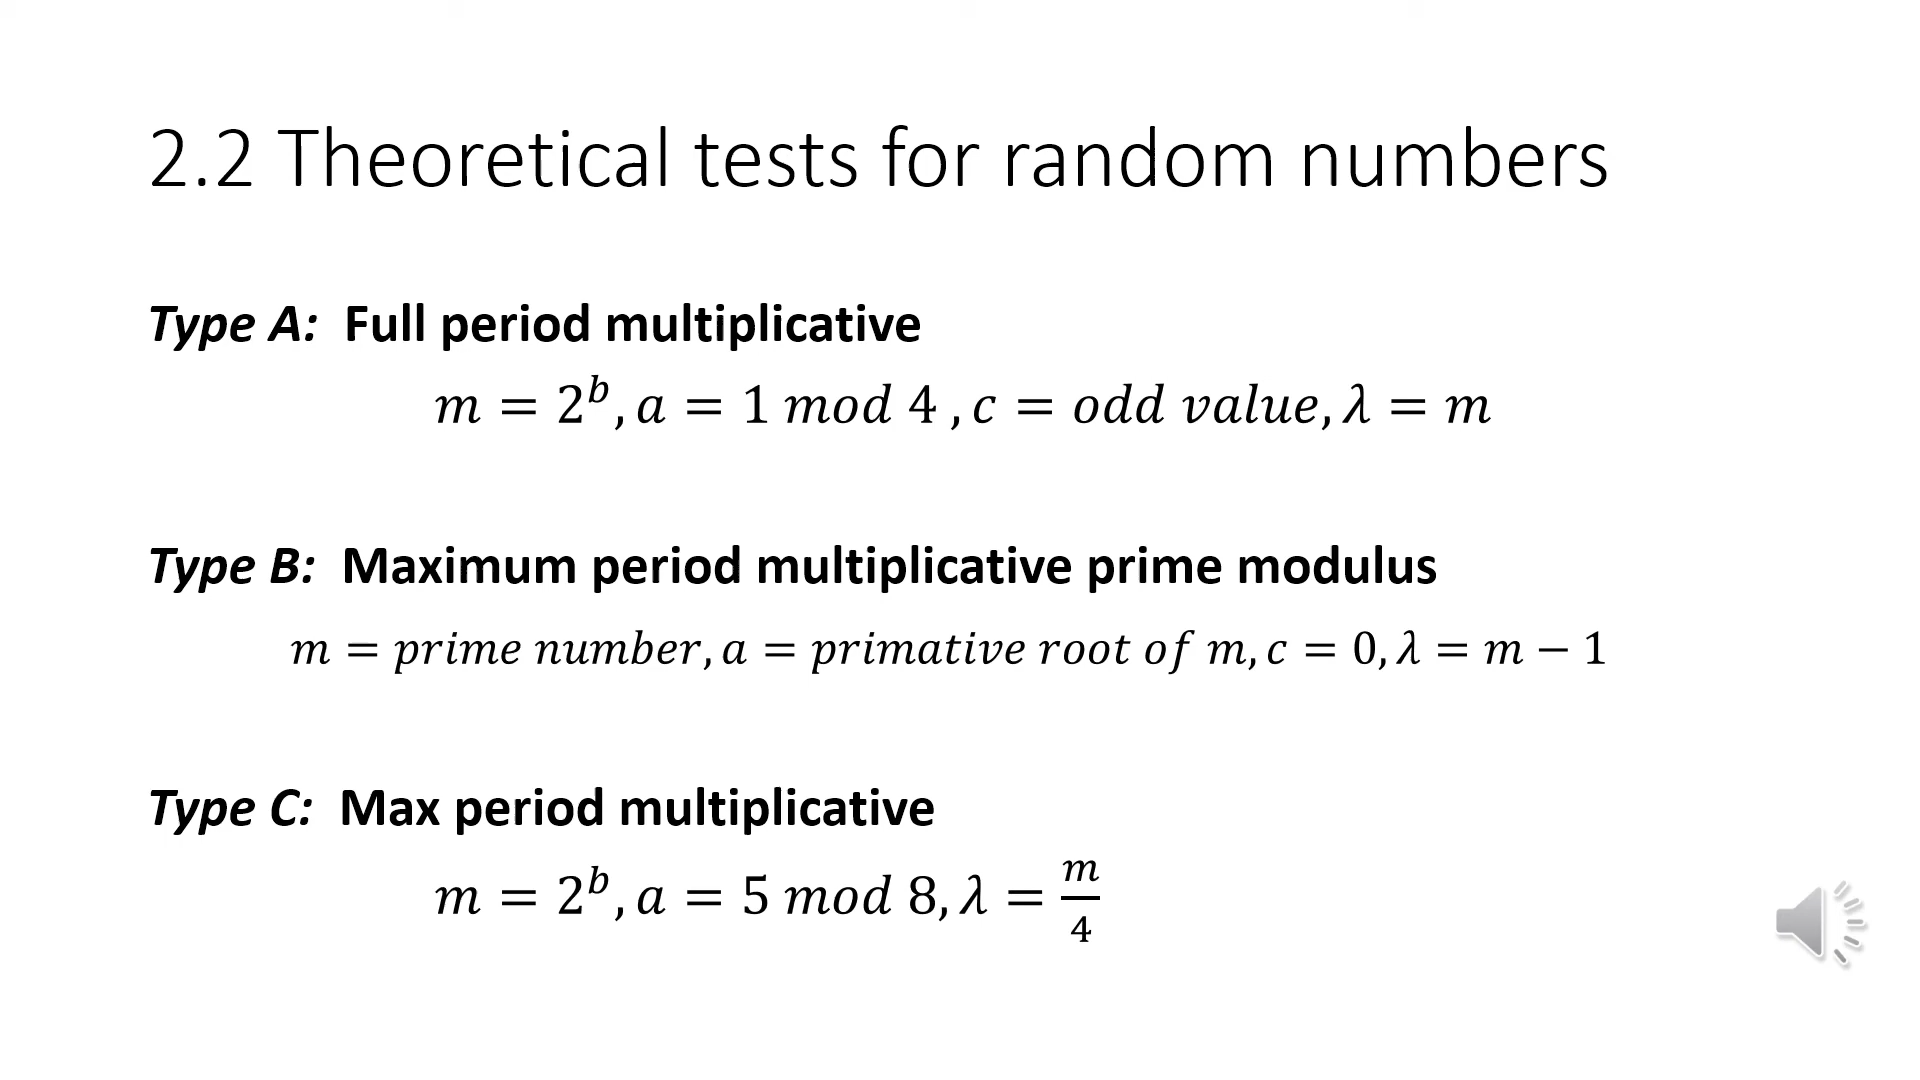 2.2 Theoretical tests for random numbers
Type A: Full period multiplicative
m = 2^b, a = 1 mod 4 , c = odd value, λ = m
Type B: Maximum period multiplicative prime modulus
m = prime number, a = primative root of m, c = 0, λ = m − 1
Type C: Max period multiplicative
m = 2^b, a = 5 mod 8, λ = m/4